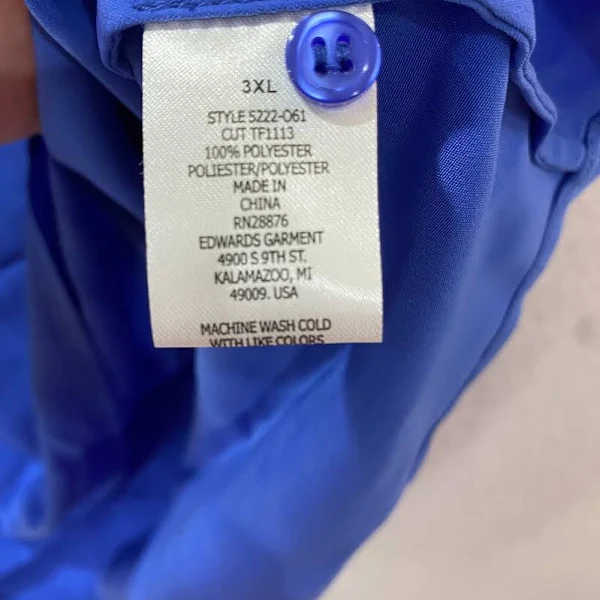 3XL
STYLE 5222-O61
CUT TF1113
100% POLYESTER
POLIESTER/POLYESTER
MADE IN
CHINA
RN28876
EDWARDS GARMENT
4900 S 9TH ST.
KALAMAZOO, MI
49009. USA
MACHINE WASH COLD
WITH LIKE COLORS